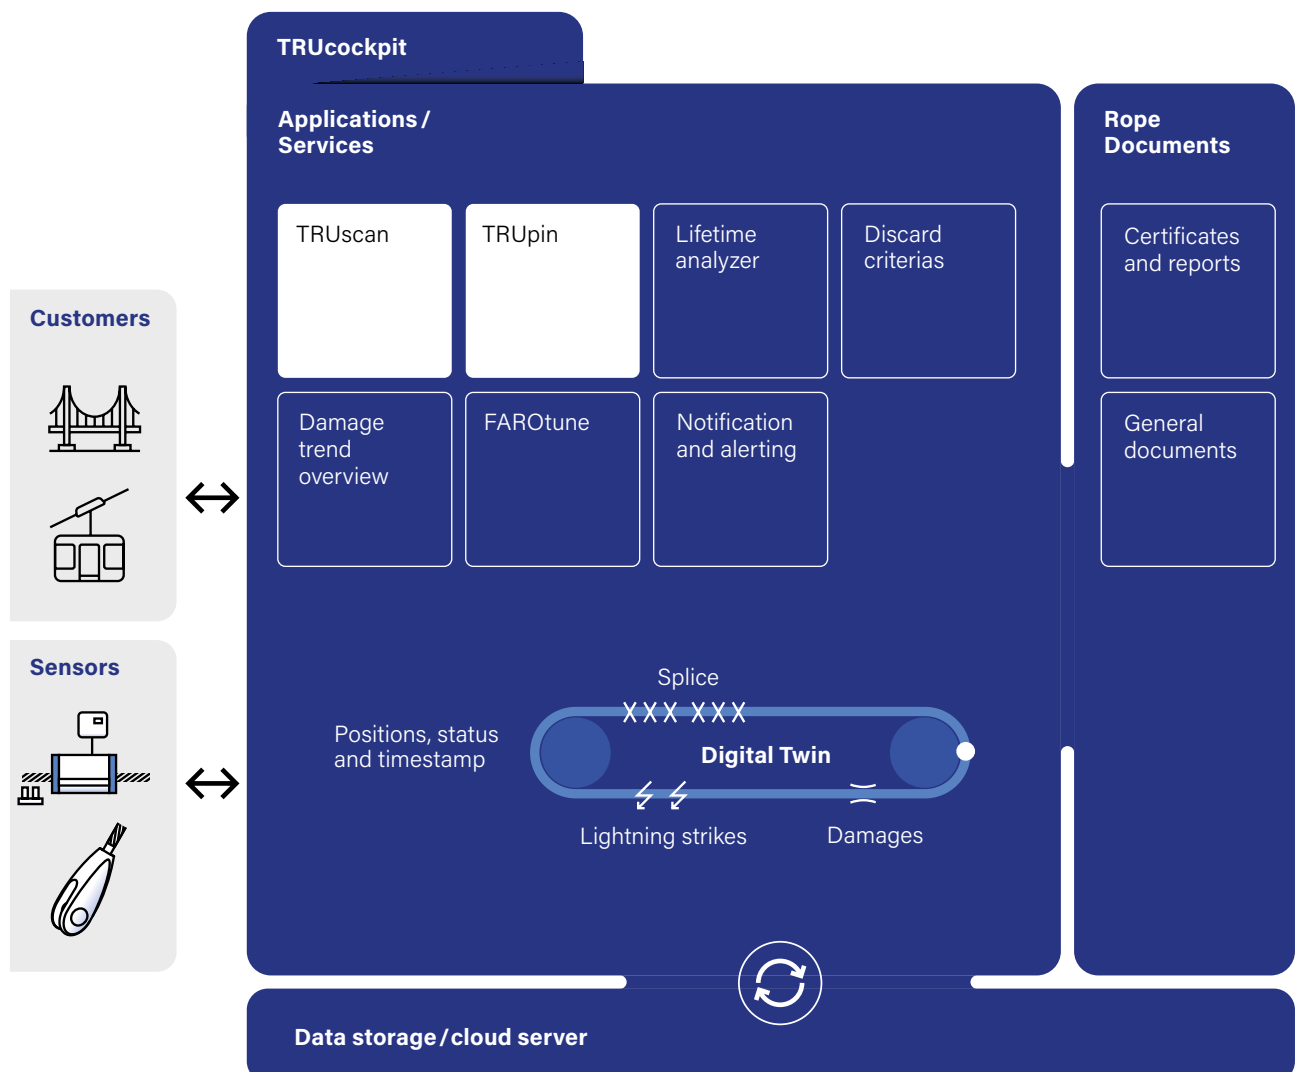 TRUcockpit
Applications /
Services
Rope
Documents
TRUscan
TRUpin
Lifetime
analyzer
Discard
criterias
Certificates
and reports
Customers
Damage
trend
overview
FAROtune
Notification
and alerting
General
documents
Sensors
Splice
Positions, status
and timestamp
Digital Twin
Lightning strikes
Damages
Data storage / cloud server